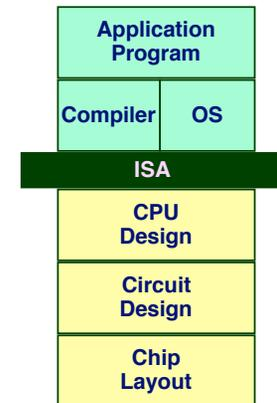 Application
Program
Compiler OS
ISA
CPU
Design
Circuit
Design
Chip
Layout